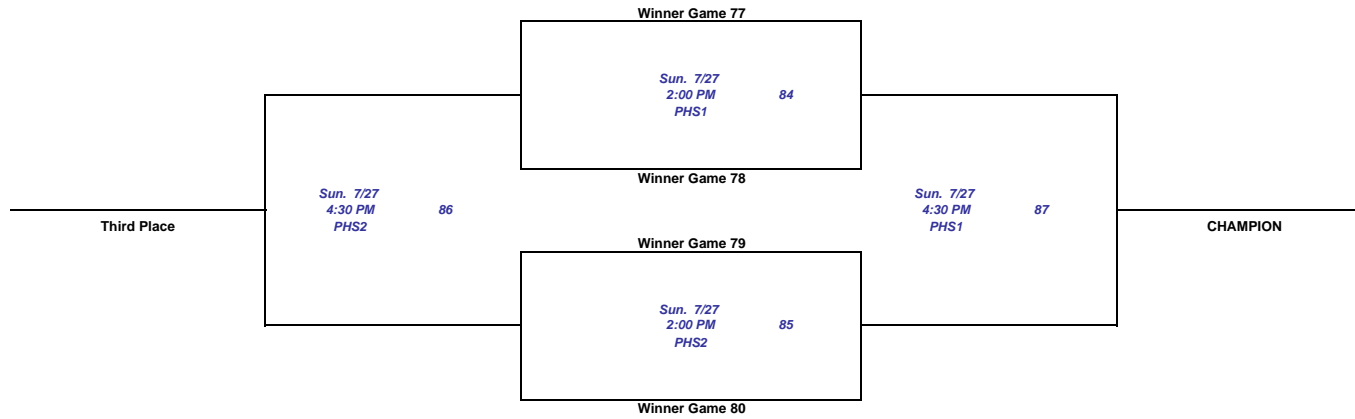 Winner Game 77
Sun. 7/27
2:00 PM 84
PHS1
Winner Game 78
Sun. 7/27
4:30 PM 86
PHS2
Third Place
Sun. 7/27
4:30 PM 87
PHS1
CHAMPION
Winner Game 79
Sun. 7/27
2:00 PM 85
PHS2
Winner Game 80